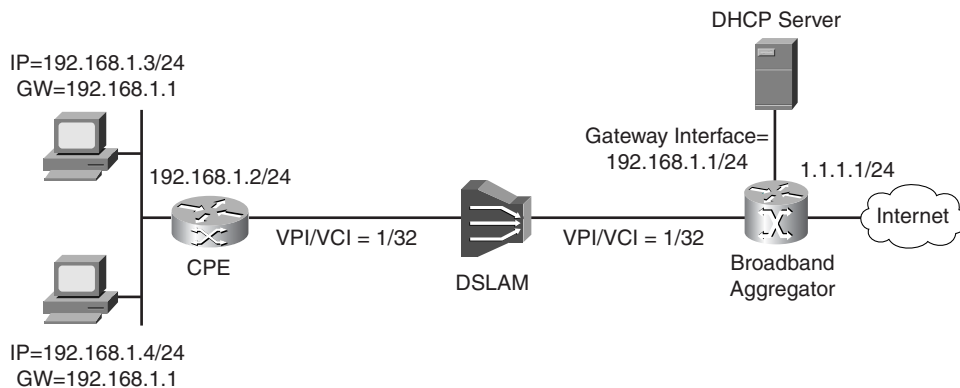 DHCP Server
IP=192.168.1.3/24
GW=192.168.1.1
Gateway Interface=
192.168.1.1/24
1.1.1.1/24
192.168.1.2/24
Internet
VPI/VCI = 1/32
VPI/VCI = 1/32
CPE
DSLAM
Broadband
Aggregator
IP=192.168.1.4/24
GW=192.168.1.1